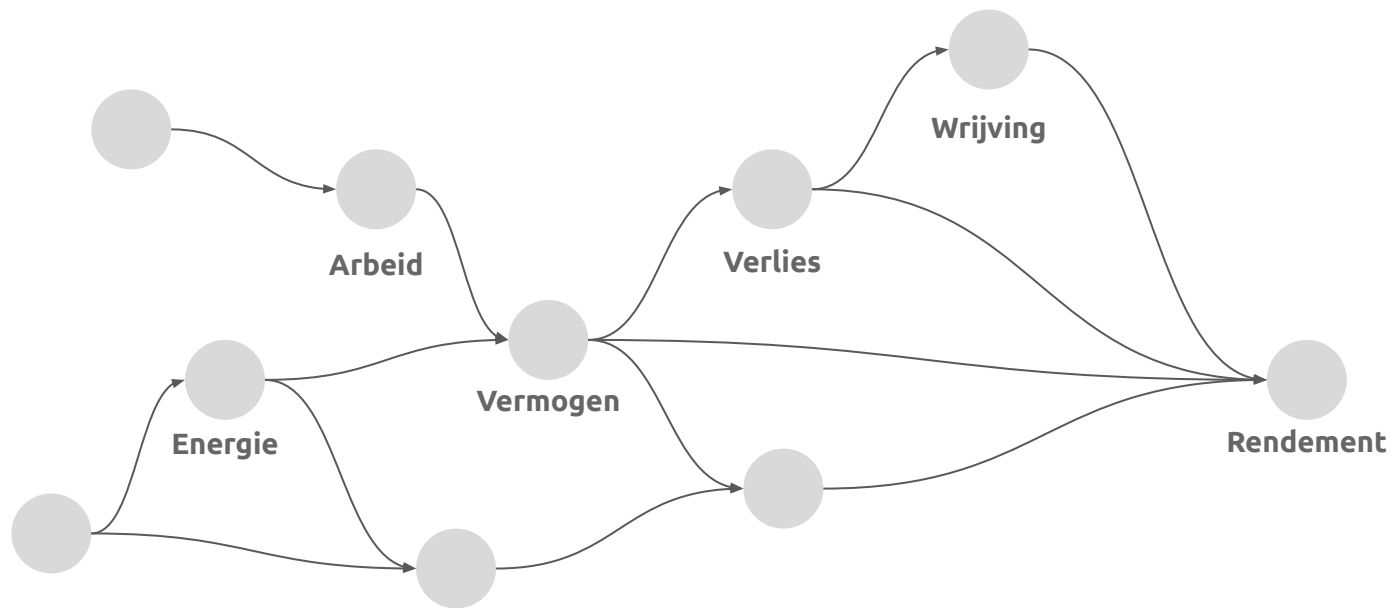 Wrijving
Arbeid
Verlies
Vermogen
Energie
Rendement